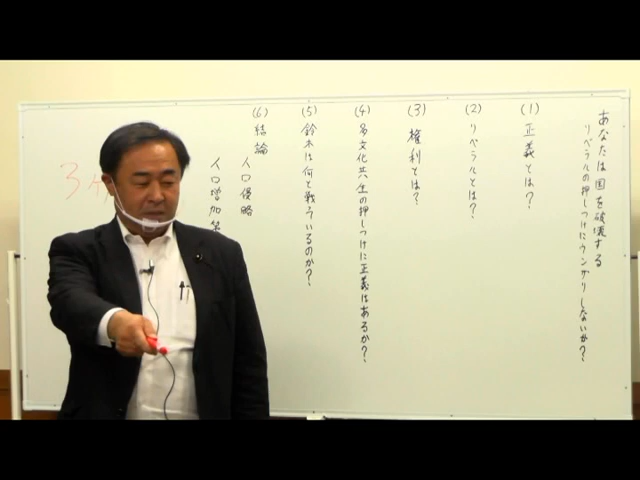 あなたは国を破壊する
リベラルの押しつけにウンザリしないか?
(1) 正義とは?
(2) リベラルとは?
(3) 権利とは?
(4) 多文化共生の押しつけに正義はあるか?
(5) 鈴木は何と戦っているのか?
(6) 結論
人口侵略
人口増加
3